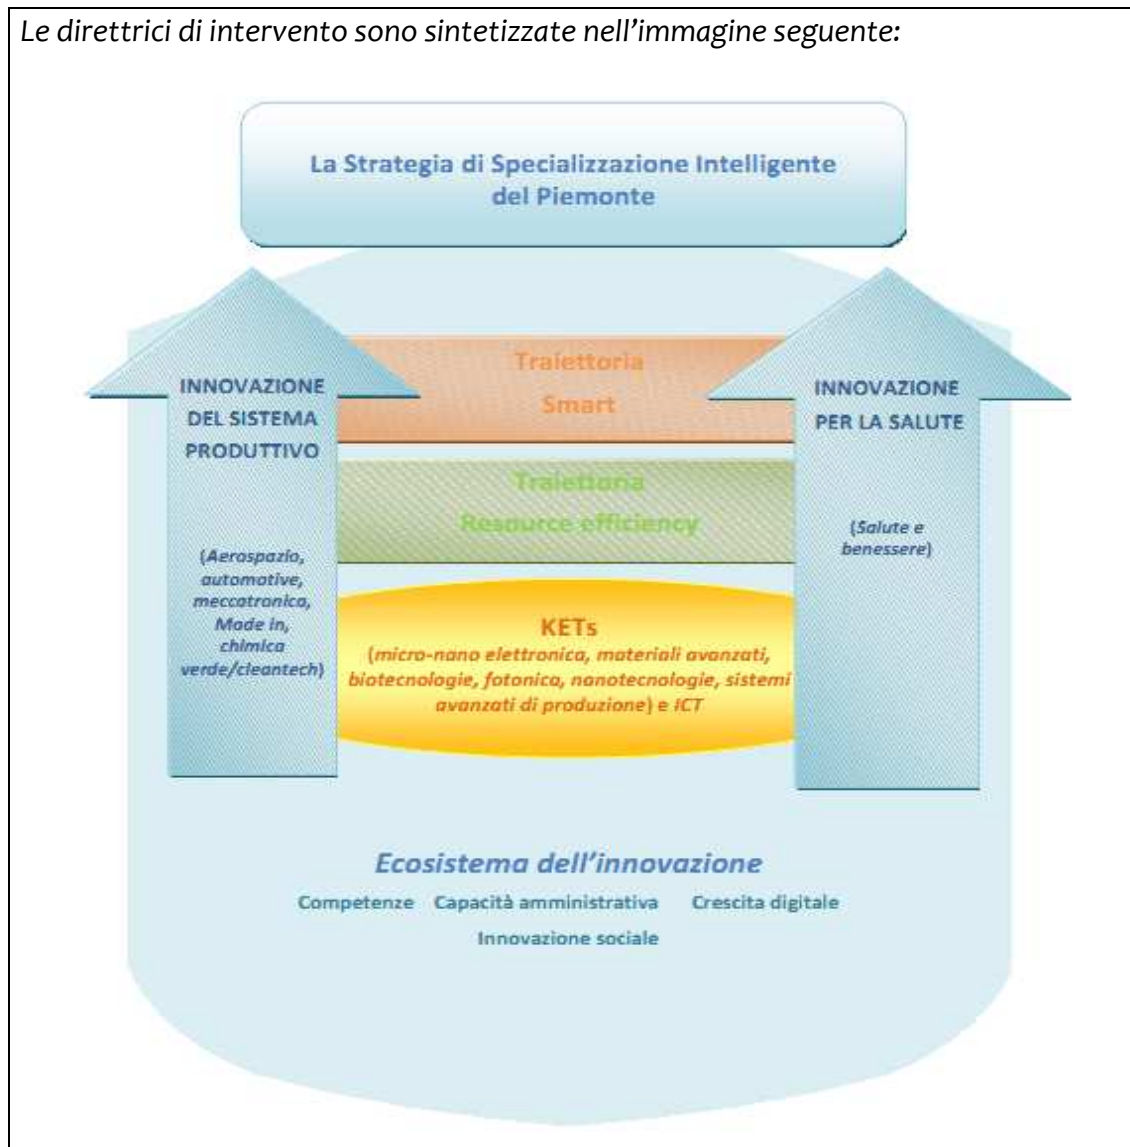 Le direttrici di intervento sono sintetizzate nell'immagine seguente:
La Strategia di Specializzazione Intelligente
del Piemonte
INNOVAZIONE
DEL SISTEMA
PRODUTTIVO
(Aerospazio,
automotive,
meccatronica,
Made in,
chimica
verde/cleantech)
Traiettoria
Smart
Traiettoria
Resource efficiency
KETs
(micro-nano elettronica, materiali avanzati,
biotecnologie, fotonica, nanotecnologie, sistemi
avanzati di produzione) e ICT
INNOVAZIONE
PER LA SALUTE
(Salute e
benessere)
Ecosistema dell'innovazione
Competenze Capacità amministrativa Crescita digitale
Innovazione sociale